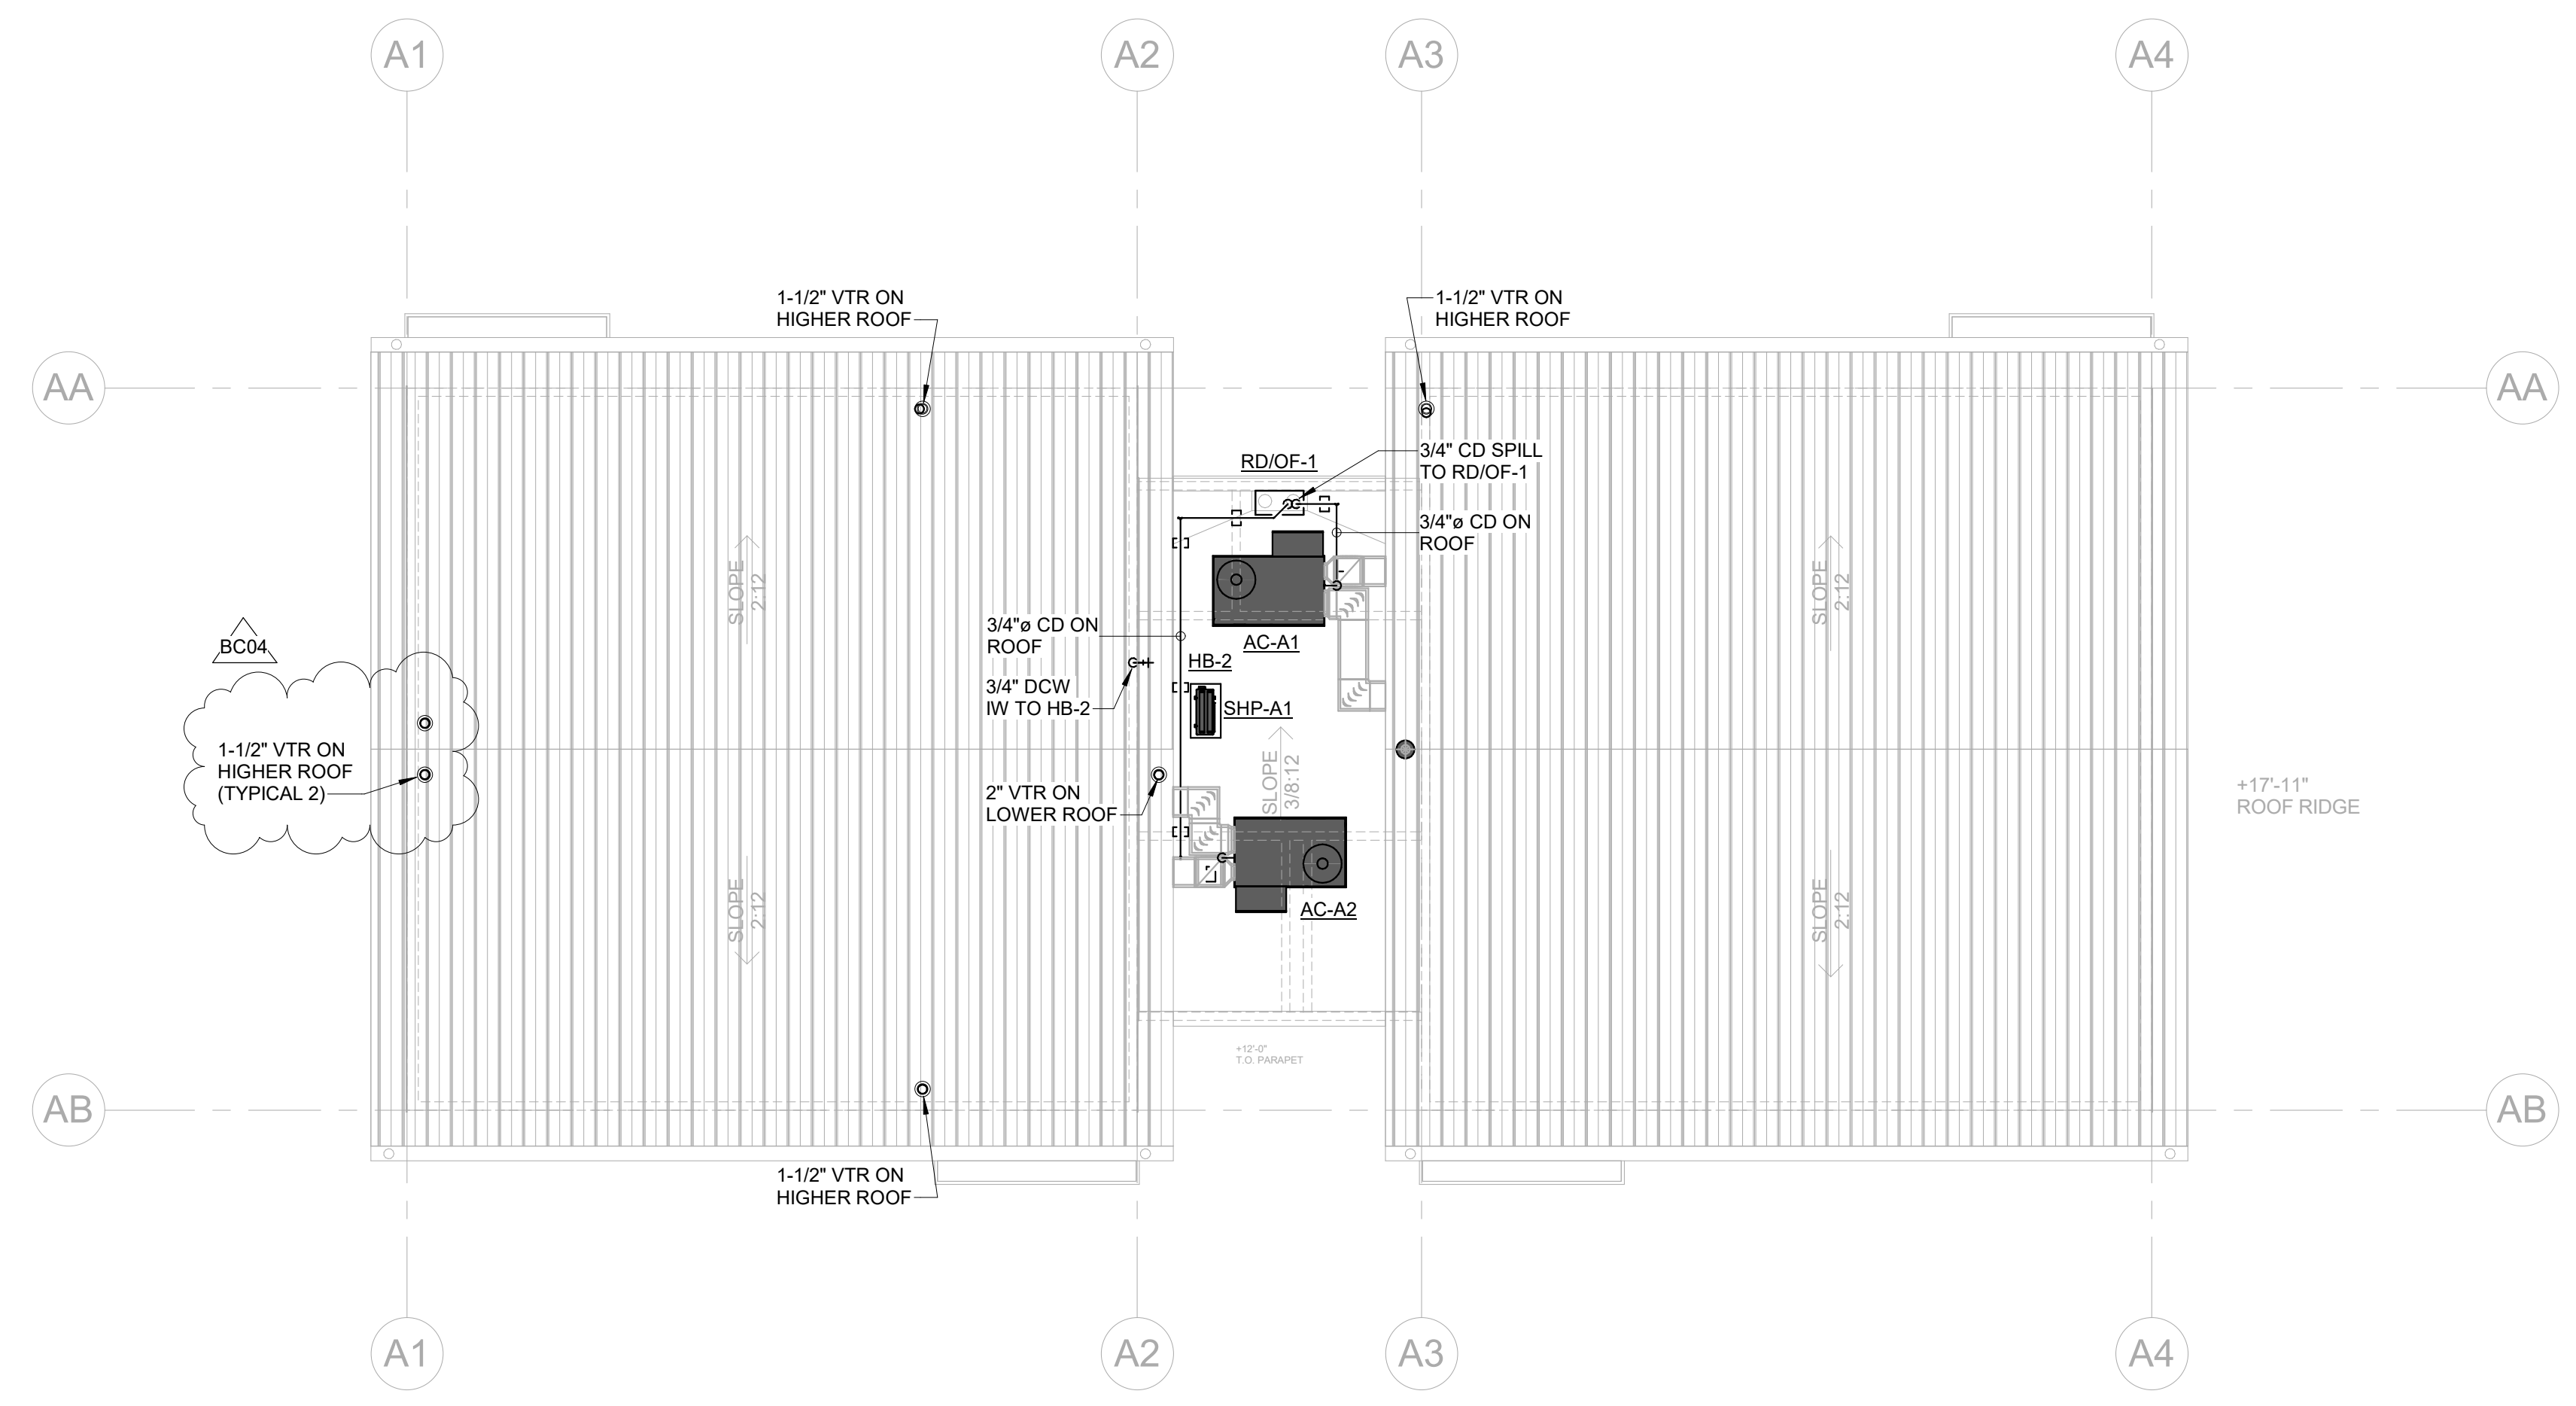 A1
A2
A3
A4
1-1/2" VTR ON
HIGHER ROOF
1-1/2" VTR ON
HIGHER ROOF
AA
AA
RD/OF-1
3/4" CD SPILL
TO RD/OF-1
3/4"ø CD ON
ROOF
SLOPE
2:12
SLOPE
2:12
3/4"ø CD ON
ROOF
AC-A1
BC04
HB-2
3/4" DCW
IW TO HB-2
SHP-A1
1-1/2" VTR ON
HIGHER ROOF
(TYPICAL 2)
2" VTR ON
LOWER ROOF
SLOPE
3/8:12
+17'-11"
ROOF RIDGE
SLOPE
2:12
AC-A2
SLOPE
2:12
+12'-0"
T.O. PARAPET
AB
AB
1-1/2" VTR ON
HIGHER ROOF
A1
A2
A3
A4